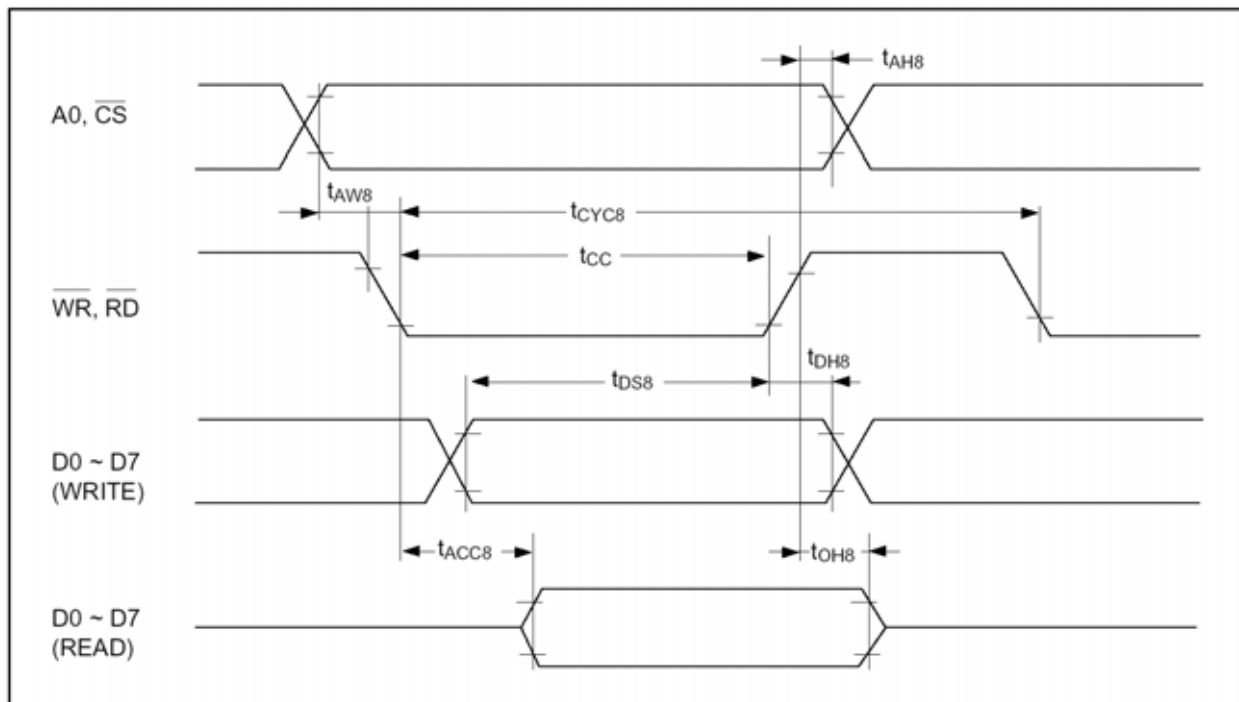 tAH8
A0, CS
tAW8
tCYC8
tCC
WR, RD
tDH8
tDS8
D0 ~ D7
(WRITE)
tACC8
tOH8
D0 ~ D7
(READ)